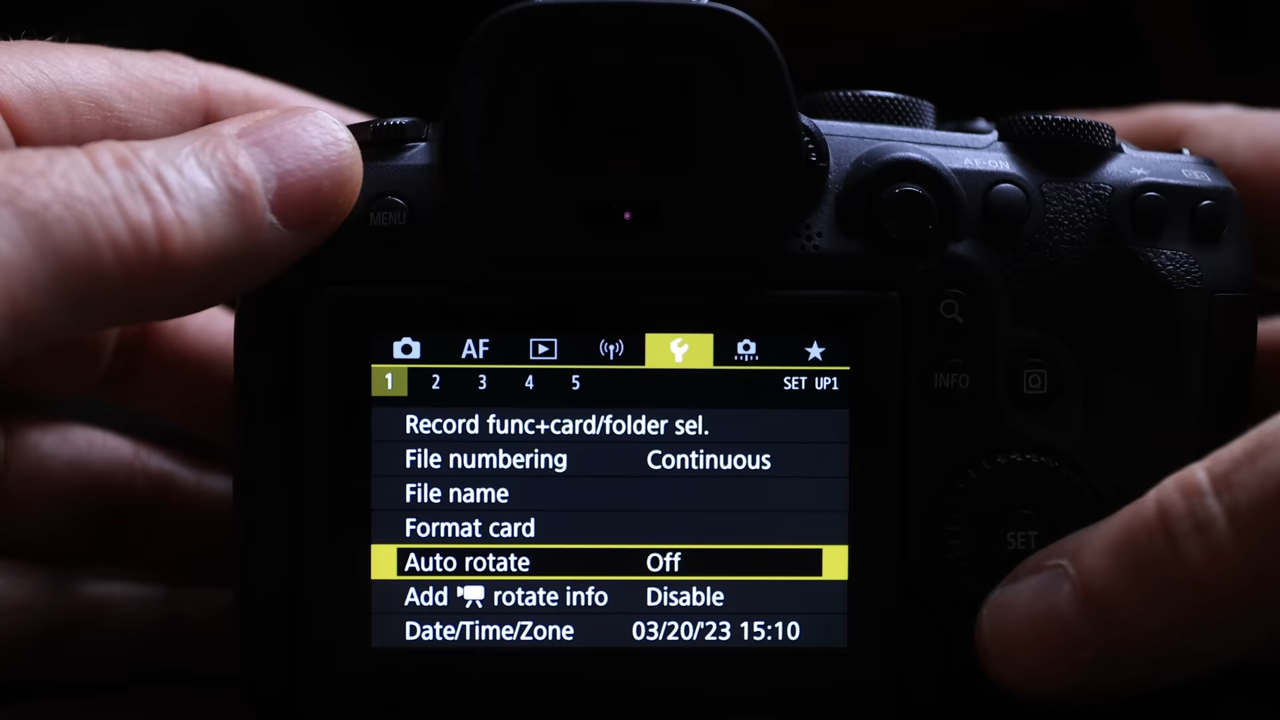 AF-ON
MENU
AF
1 2 3 4 5 SET UP1
Record func+card/folder sel.
File numbering Continuous
File name
Format card
Auto rotate Off
Add rotate info Disable
Date/Time/Zone 03/20/'23 15:10
INFO
Q
SET